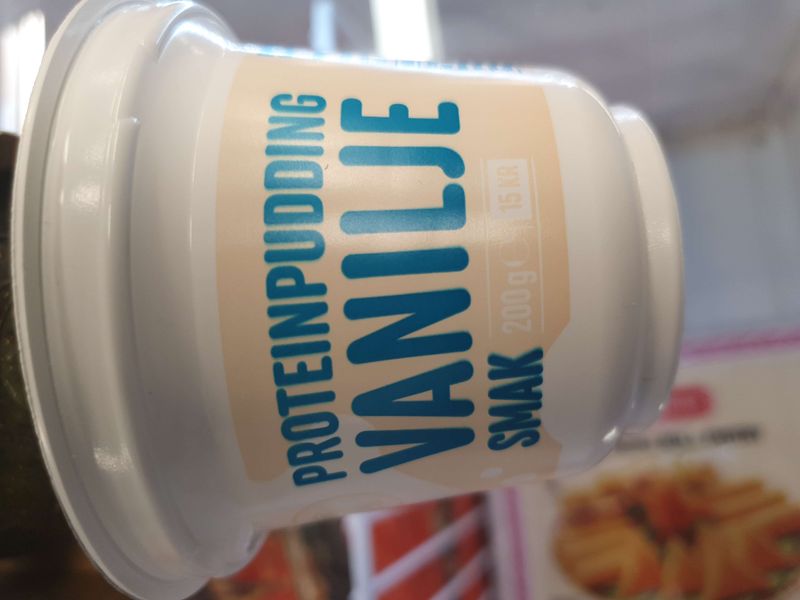 PROTEINPUDDING
VANILJE
SMAK
200g
15 KR